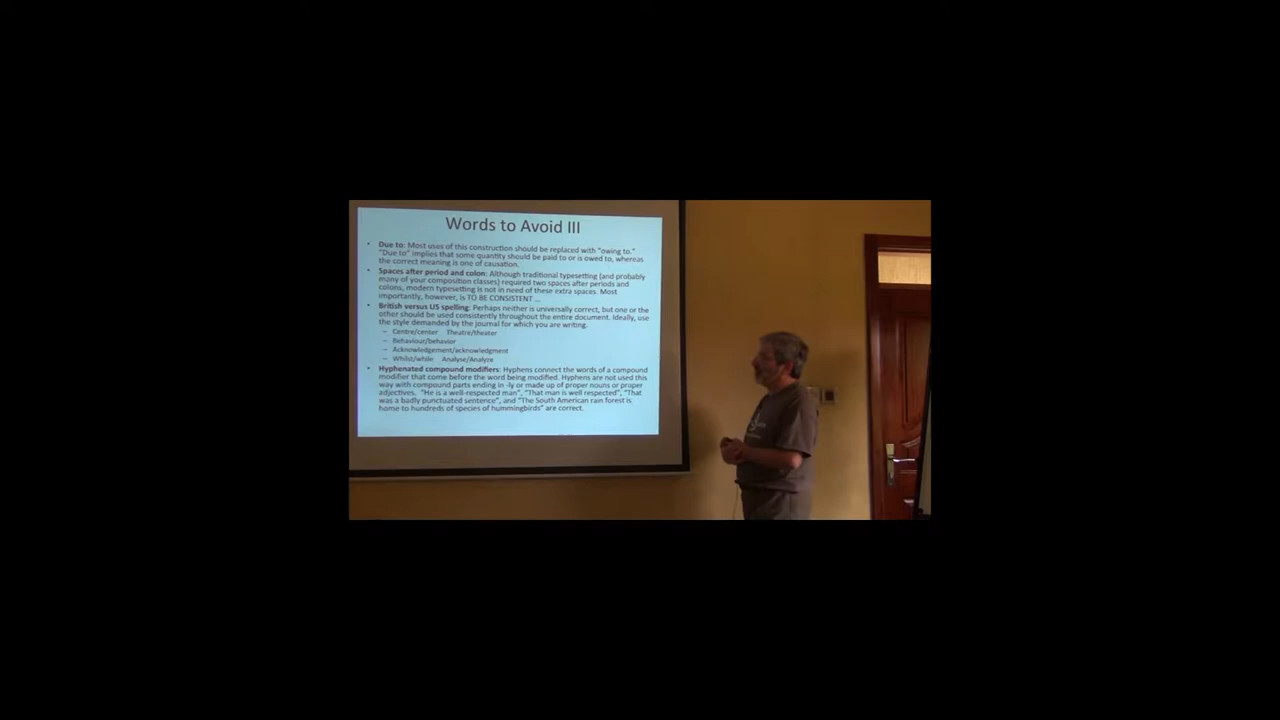 Words to Avoid III
• Due to: Most uses of this construction should be replaced with "owing to."
"Due to" implies that some quantity should be paid to or is owed to, whereas
the correct meaning is one of causation.
• Spaces after period and colon: Although traditional typesetting (and probably
many of your composition classes) required two spaces after periods and
colons, modern typesetting is not in need of these extra spaces. Most
importantly, however, is TO BE CONSISTENT ...
• British versus US spelling: Perhaps neither is universally correct, but one or the
other should be used consistently throughout the entire document. Ideally, use
the style demanded by the journal for which you are writing.
– Centre/center Theatre/theater
– Behaviour/behavior
– Acknowledgement/acknowledgment
– Whilst/while Analyse/Analyze
• Hyphenated compound modifiers: Hyphens connect the words of a compound
modifier that come before the word being modified. Hyphens are not used this
way with compound parts ending in -ly or made up of proper nouns or proper
adjectives. "He is a well-respected man", "That man is well respected", "That
was a badly punctuated sentence", and "The South American rain forest is
home to hundreds of species of hummingbirds" are correct.